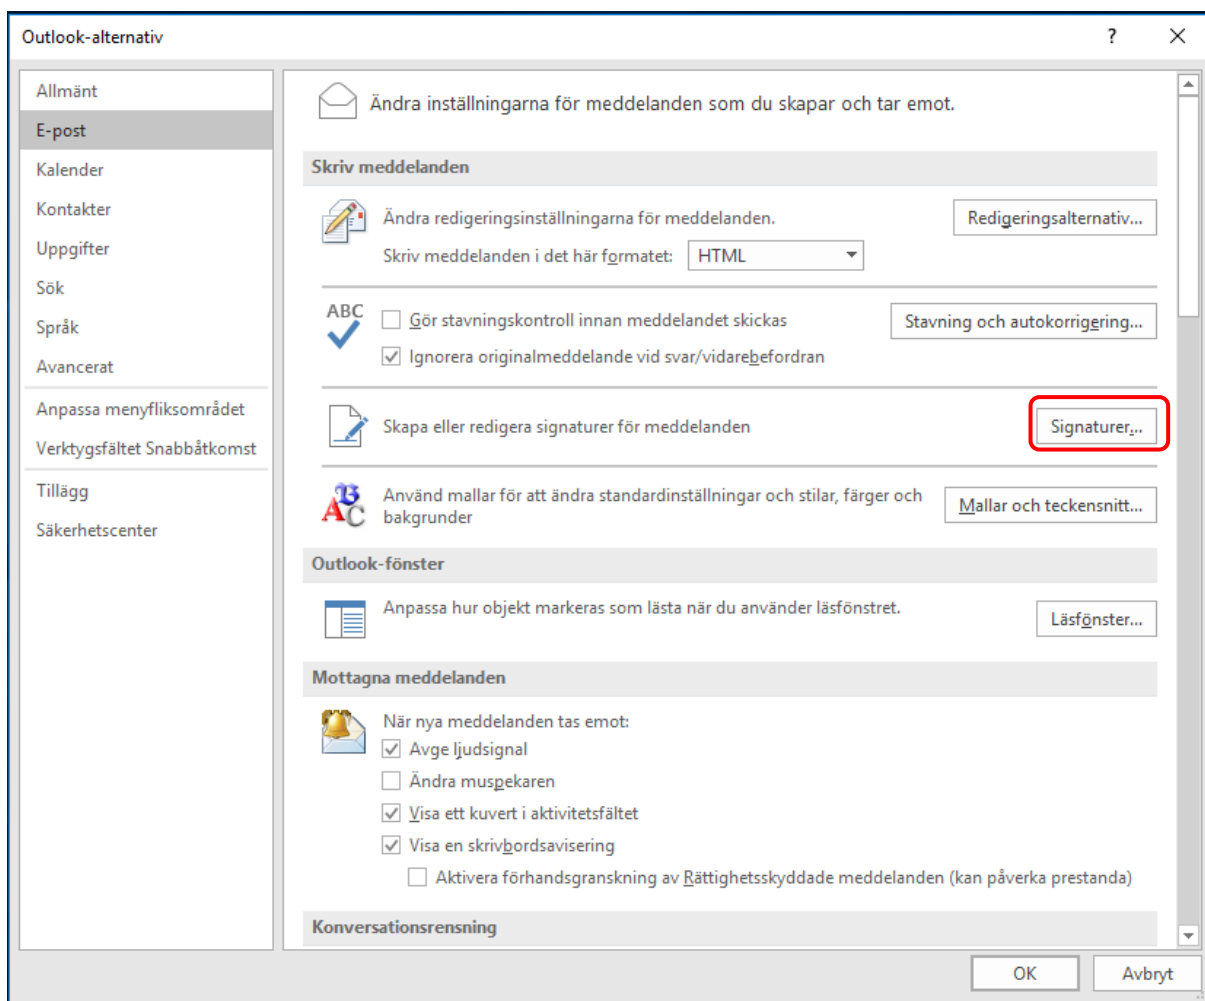 Outlook-alternativ
?
Allmänt
E-post
Kalender
Kontakter
Uppgifter
Sök
Språk
Avancerat
Anpassa menyfliksområdet
Verktygsfältet Snabbåtkomst
Tillägg
Säkerhetscenter
Ändra inställningarna för meddelanden som du skapar och tar emot.
Skriv meddelanden
Ändra redigeringsinställningarna för meddelanden.
Redigeringsalternativ...
Skriv meddelanden i det här formatet: HTML
ABC
Gör stavningskontroll innan meddelandet skickas
Stavning och autokorrigering...
Ignorera originalmeddelande vid svar/vidarebefordran
Skapa eller redigera signaturer för meddelanden
Signaturer...
Använd mallar för att ändra standardinställningar och stilar, färger och
bakgrunder
Mallar och teckensnitt...
Outlook-fönster
Anpassa hur objekt markeras som lästa när du använder läsfönstret.
Läsfönster...
Mottagna meddelanden
När nya meddelanden tas emot:
Avge ljudsignal
Ändra muspekaren
Visa ett kuvert i aktivitetsfältet
Visa en skrivbordsavisering
Aktivera förhandsgranskning av Rättighetsskyddade meddelanden (kan påverka prestanda)
Konversationsrensning
OK
Avbryt